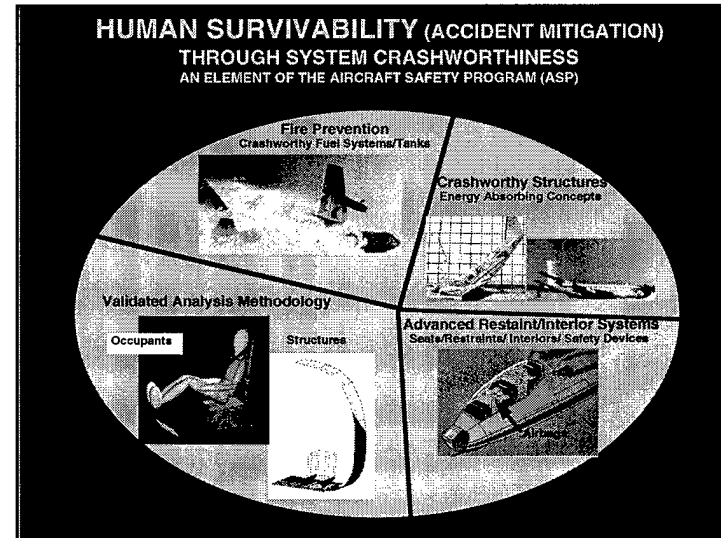 HUMAN SURVIVABILITY (ACCIDENT MITIGATION)
THROUGH SYSTEM CRASHWORTHINESS
AN ELEMENT OF THE AIRCRAFT SAFETY PROGRAM (ASP)
Fire Prevention
Crashworthy Fuel Systems/Tanks
Crashworthy Structures
Energy Absorbing Concepts
Validated Analysis Methodology
Occupants
Structures
Advanced Restraint/Interior Systems
Seats/Restraints/ Interiors/ Safety Devices
Airbags